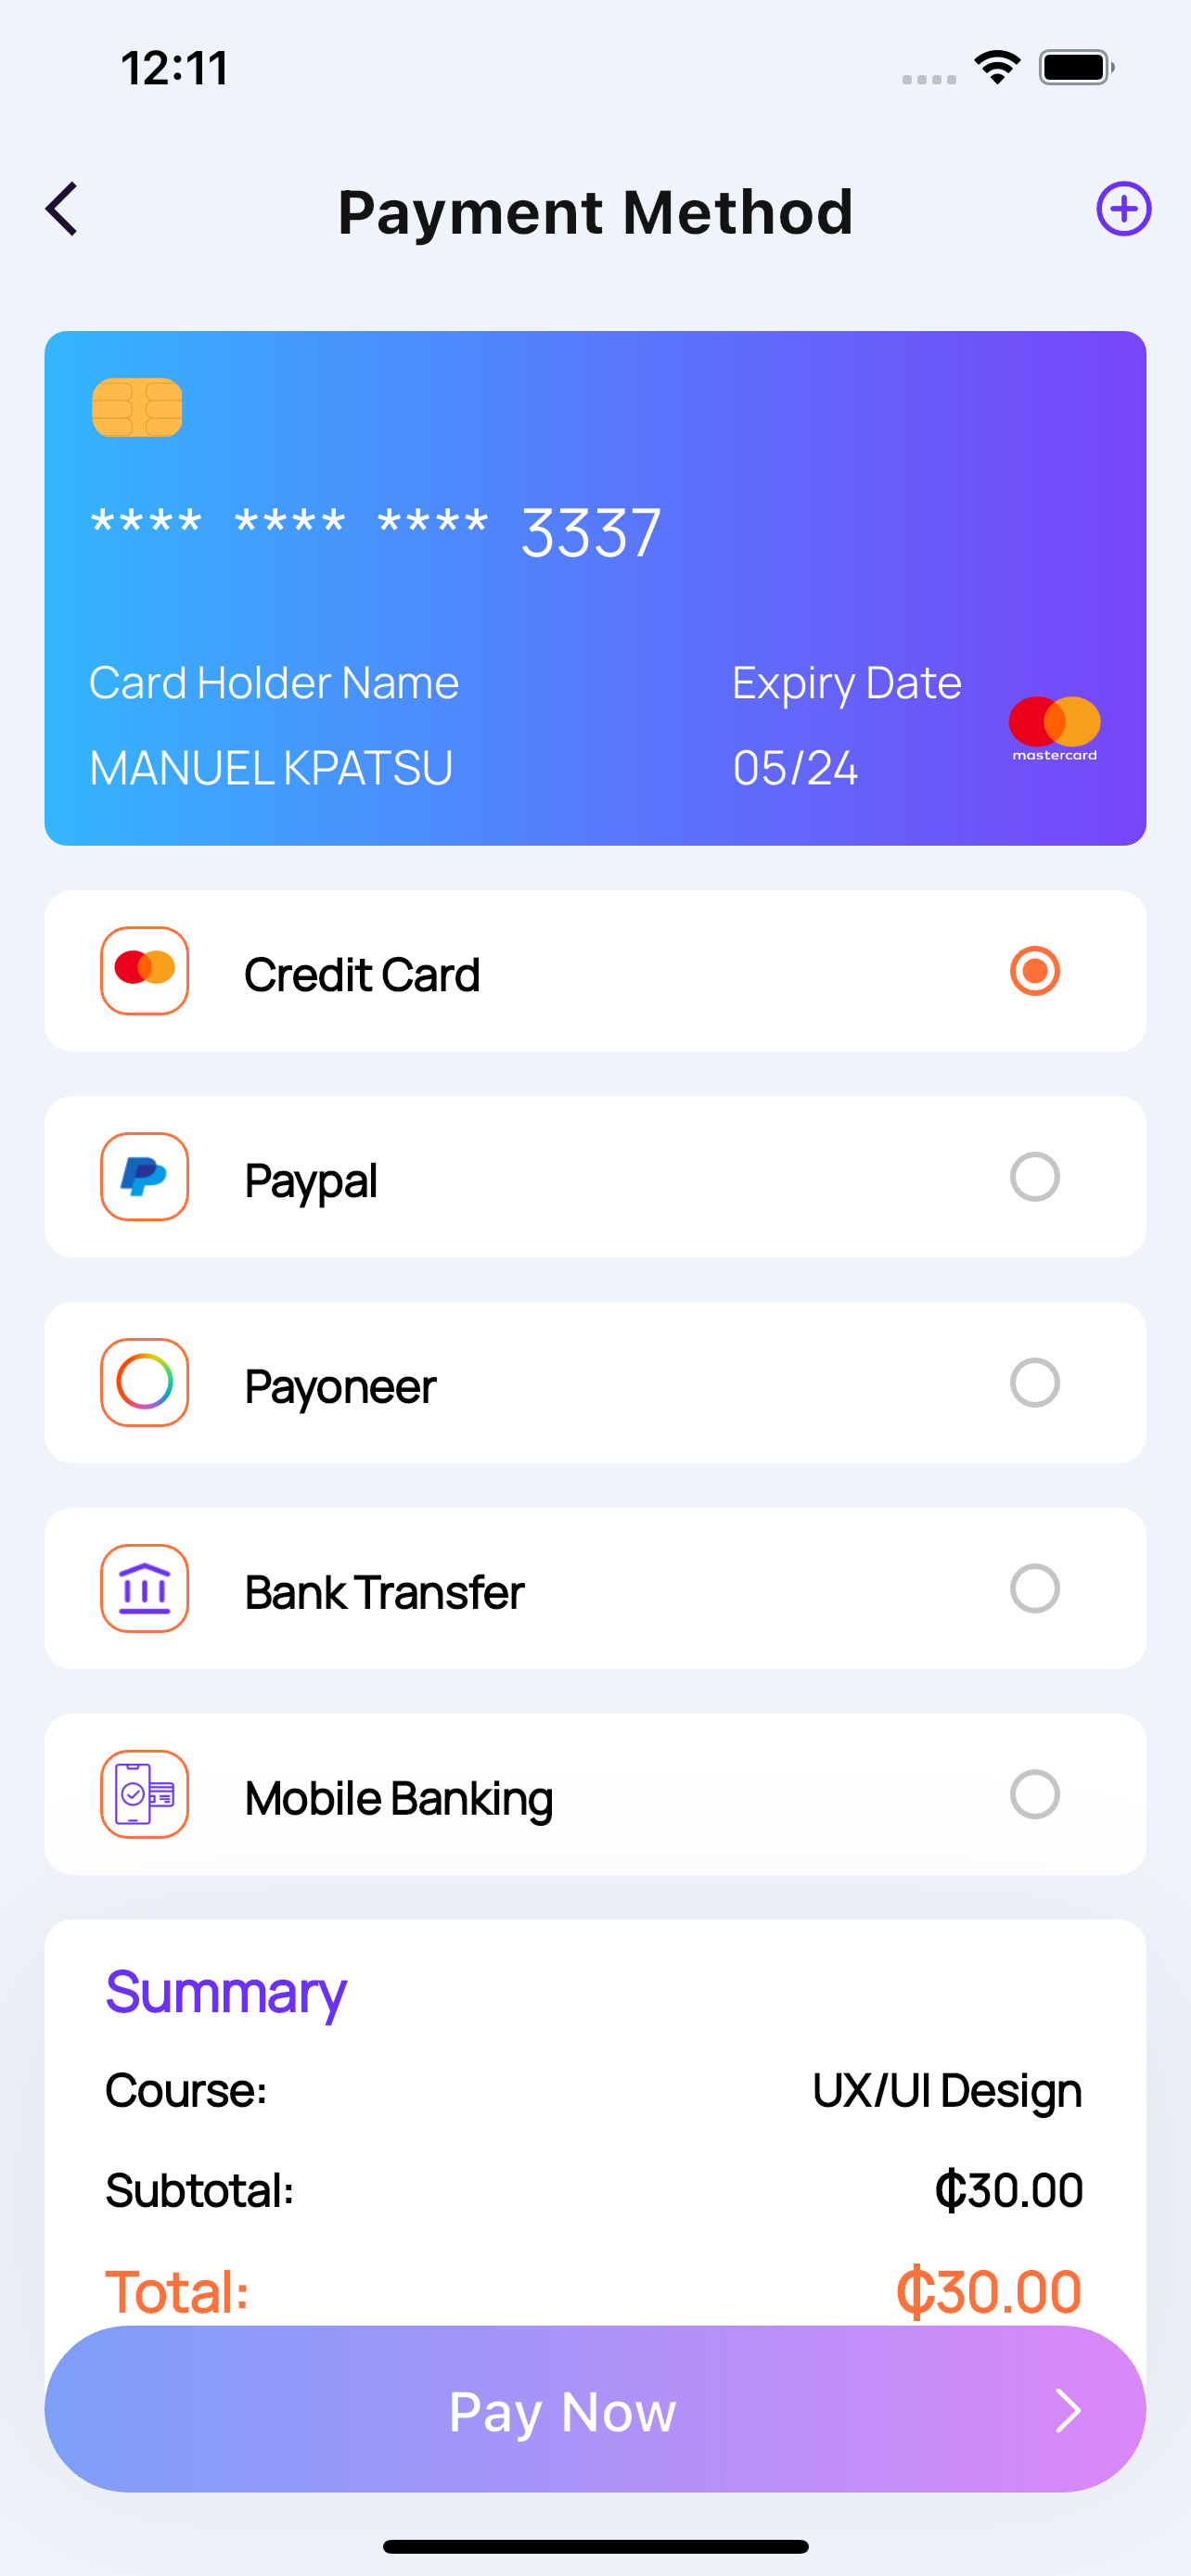 12:11
Payment Method
**** **** **** 3337
Card Holder Name Expiry Date
MANUEL KPATSU 05/24
mastercard
Credit Card
Paypal
Payoneer
Bank Transfer
Mobile Banking
Summary
Course: UX/UI Design
Subtotal: ₵30.00
Total: ₵30.00
Pay Now